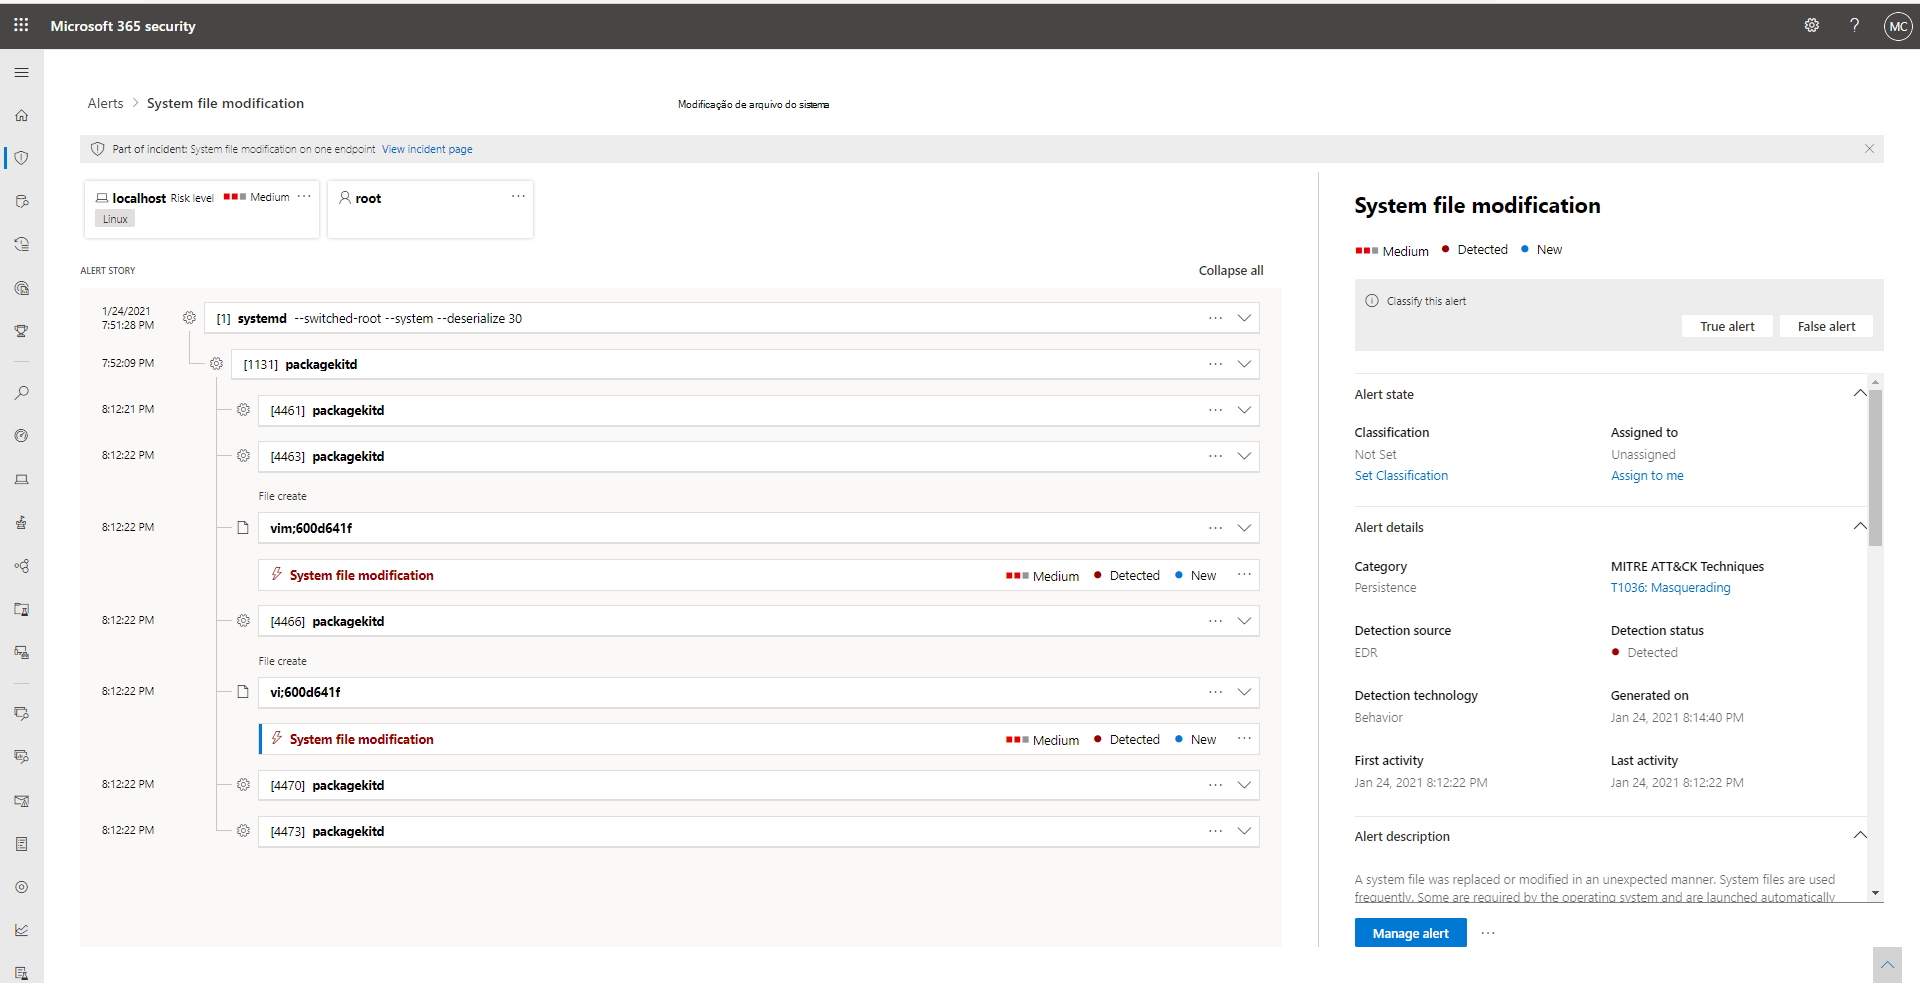 Microsoft 365 security
MC
Alerts > System file modification
Modificação de arquivo do sistema
Part of incident: System file modification on one endpoint View incident page
localhost Risk level Medium ...
Linux
root ...
ALERT STORY
Collapse all
1/24/2021
7:51:28 PM
[1] systemd --switched-root --system --deserialize 30 ...
7:52:09 PM
[1131] packagekitd ...
8:12:21 PM
[4461] packagekitd ...
8:12:22 PM
[4463] packagekitd ...
File create
8:12:22 PM
vim;600d641f ...
System file modification Medium Detected New ...
8:12:22 PM
[4466] packagekitd ...
File create
8:12:22 PM
vi;600d641f ...
System file modification Medium Detected New ...
8:12:22 PM
[4470] packagekitd ...
8:12:22 PM
[4473] packagekitd ...
System file modification
Medium Detected New
Classify this alert
True alert False alert
Alert state
Classification Assigned to
Not Set Unassigned
Set Classification Assign to me
Alert details
Category MITRE ATT&CK Techniques
Persistence T1036: Masquerading
Detection source Detection status
EDR Detected
Detection technology Generated on
Behavior Jan 24, 2021 8:14:40 PM
First activity Last activity
Jan 24, 2021 8:12:22 PM Jan 24, 2021 8:12:22 PM
Alert description
A system file was replaced or modified in an unexpected manner. System files are used
frequently. Some are required by the operating system and are launched automatically
Manage alert ...